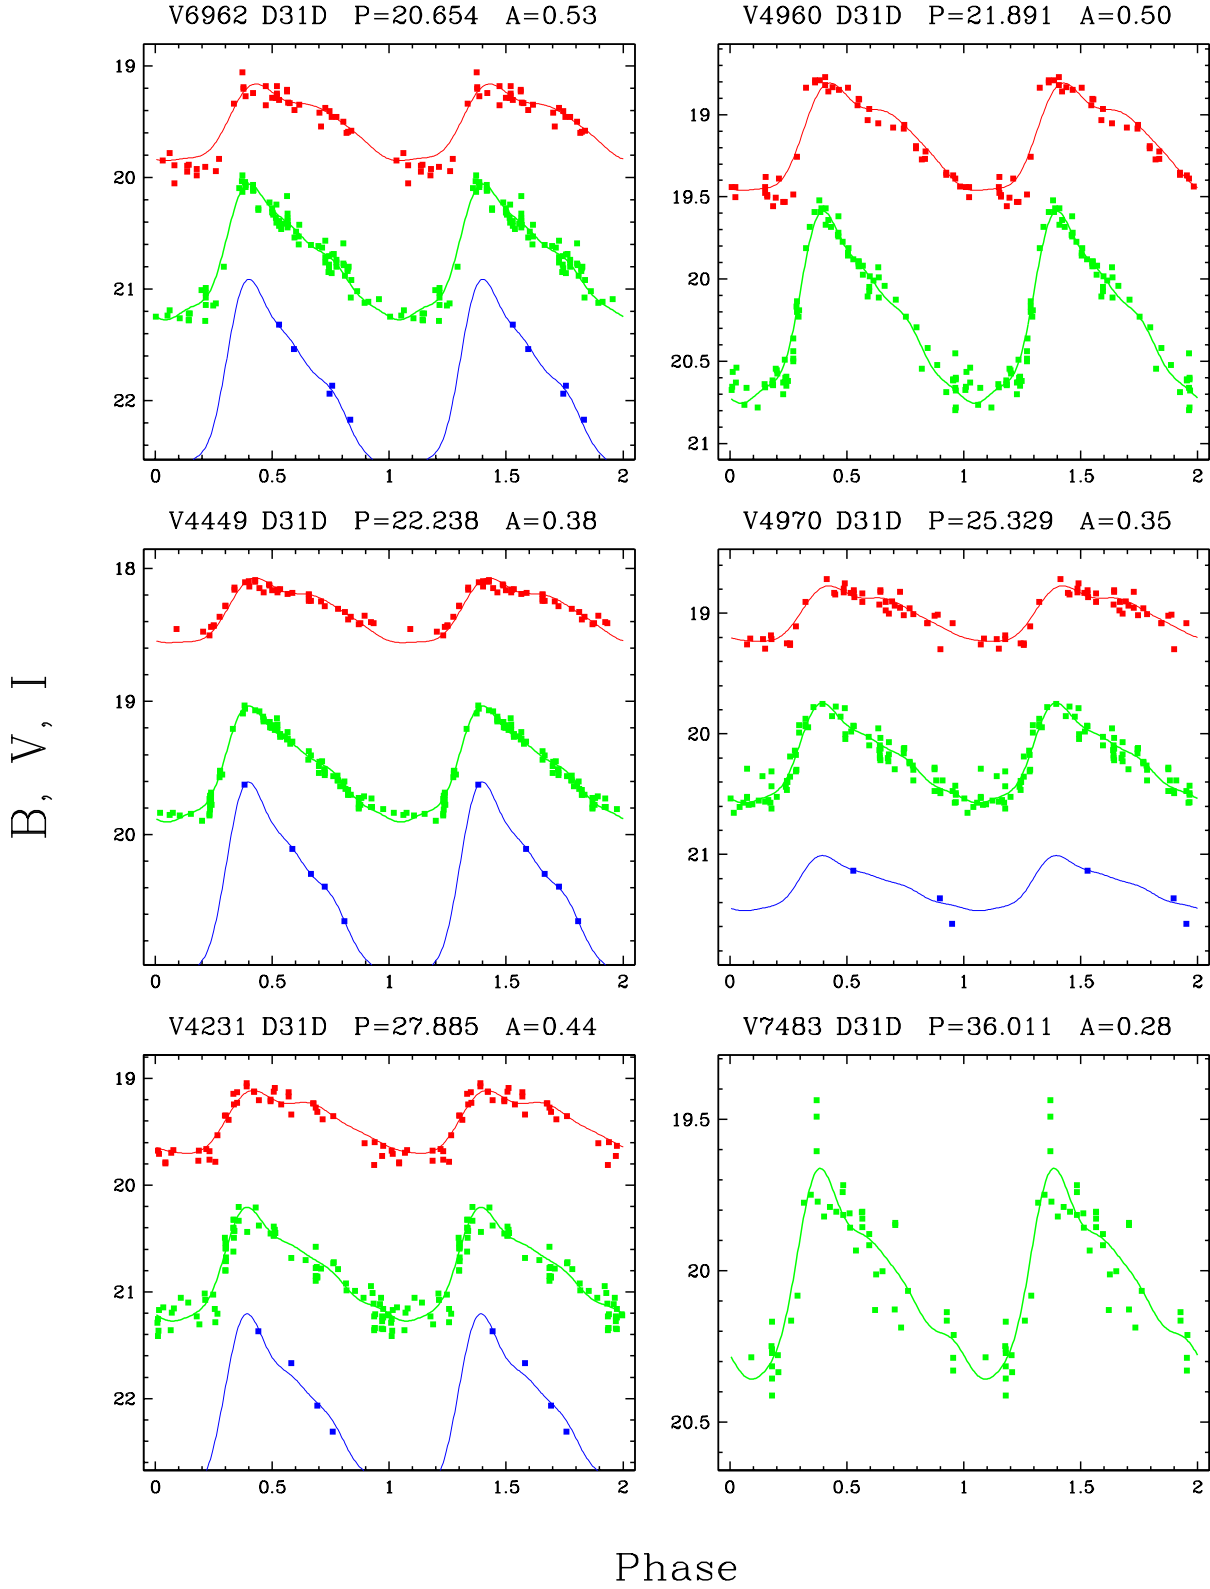 V6962 D31D P=20.654 A=0.53
V4960 D31D P=21.891 A=0.50
19
20
21
22
0 0.5 1 1.5 2
19
19.5
20
20.5
21
0 0.5 1 1.5 2
V4449 D31D P=22.238 A=0.38
V4970 D31D P=25.329 A=0.35
18
19
20
0 0.5 1 1.5 2
19
20
21
0 0.5 1 1.5 2
B, V, I
V4231 D31D P=27.885 A=0.44
V7483 D31D P=36.011 A=0.28
19
20
21
22
0 0.5 1 1.5 2
19.5
20
20.5
0 0.5 1 1.5 2
Phase